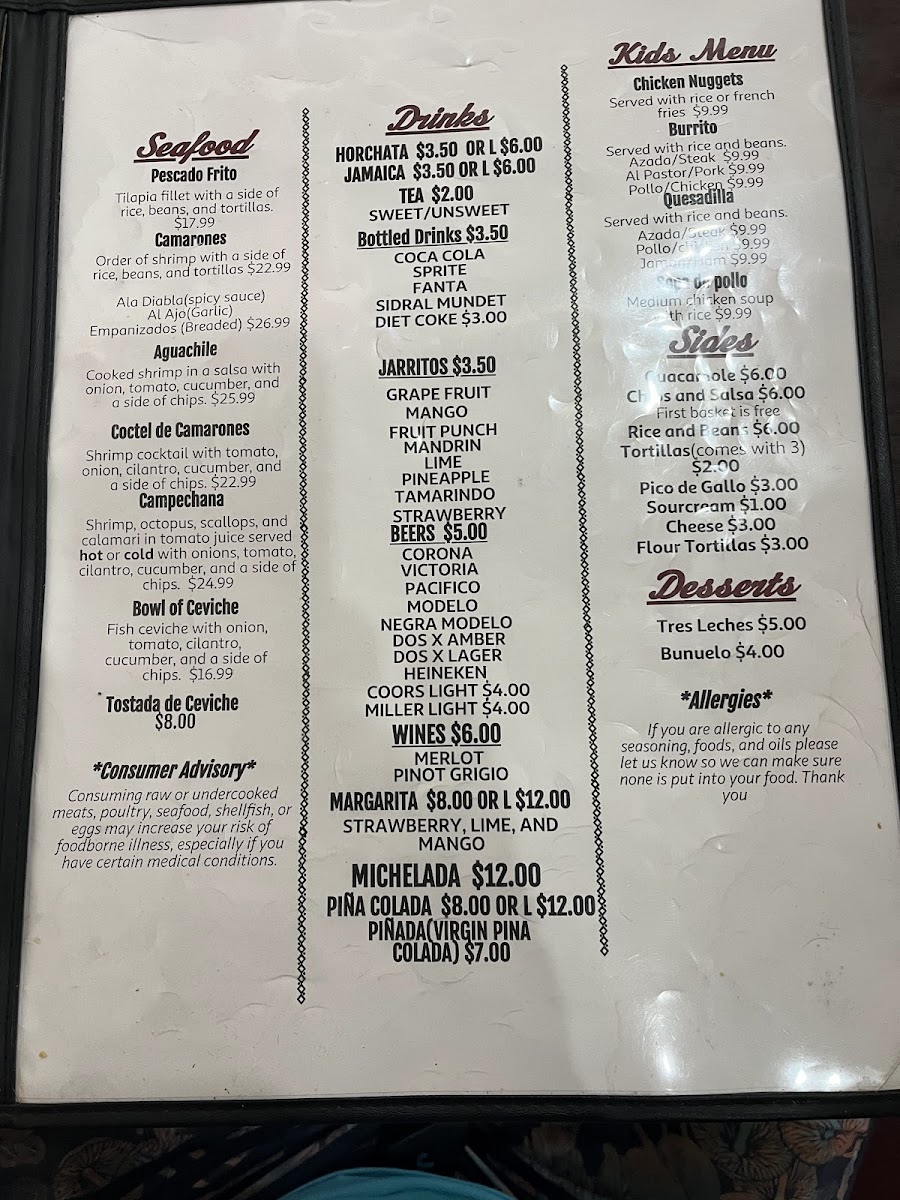 Seafood
Pescado Frito
Tilapia fillet with a side of
rice, beans, and tortillas.
$17.99
Camarones
Order of shrimp with a side of
rice, beans, and tortillas $22.99
Ala Diabla(spicy sauce)
Al Ajo(Garlic)
Empanizados (Breaded) $26.99
Aguachile
Cooked shrimp in a salsa with
onion, tomato, cucumber, and
a side of chips. $25.99
Coctel de Camarones
Shrimp cocktail with tomato,
onion, cilantro, cucumber, and
a side of chips. $22.99
Campechana
Shrimp, octopus, scallops, and
calamari in tomato juice served
hot or cold with onions, tomato,
cilantro, cucumber, and a side of
chips. $24.99
Bowl of Ceviche
Fish ceviche with onion,
tomato, cilantro,
cucumber, and a side of
chips. $16.99
Tostada de Ceviche
$8.00
*Consumer Advisory*
Consuming raw or undercooked
meats, poultry, seafood, shellfish, or
eggs may increase your risk of
foodborne illness, especially if you
have certain medical conditions.
Drinks
HORCHATA $3.50 OR L $6.00
JAMAICA $3.50 OR L $6.00
TEA $2.00
SWEET/UNSWEET
Bottled Drinks $3.50
COCA COLA
SPRITE
FANTA
SIDRAL MUNDET
DIET COKE $3.00
JARRITOS $3.50
GRAPE FRUIT
MANGO
FRUIT PUNCH
MANDRIN
LIME
PINEAPPLE
TAMARINDO
STRAWBERRY
BEERS $5.00
CORONA
VICTORIA
PACIFICO
MODELO
NEGRA MODELO
DOS X AMBER
DOS X LAGER
HEINEKEN
COORS LIGHT $4.00
MILLER LIGHT $4.00
WINES $6.00
MERLOT
PINOT GRIGIO
MARGARITA $8.00 OR L $12.00
STRAWBERRY, LIME, AND
MANGO
MICHELADA $12.00
PIÑA COLADA $8.00 OR L $12.00
PIÑADA(VIRGIN PINA
COLADA) $7.00
Kids Menu
Chicken Nuggets
Served with rice or french
fries $9.99
Burrito
Served with rice and beans.
Azada/Steak $9.99
Al Pastor/Pork $9.99
Pollo/Chicken $9.99
Quesadilla
Served with rice and beans.
Azada/Steak $9.99
Pollo/chicken $9.99
Jamon/Ham $9.99
de pollo
Medium chicken soup
rice $9.99
Sides
Guacamole $6.00
Chips and Salsa $6.00
First basket is free
Rice and Beans $6.00
Tortillas(comes with 3)
$2.00
Pico de Gallo $3.00
Sourcream $1.00
Cheese $3.00
Flour Tortillas $3.00
Desserts
Tres Leches $5.00
Bunuelo $4.00
*Allergies*
If you are allergic to any
seasoning, foods, and oils please
let us know so we can make sure
none is put into your food. Thank
you